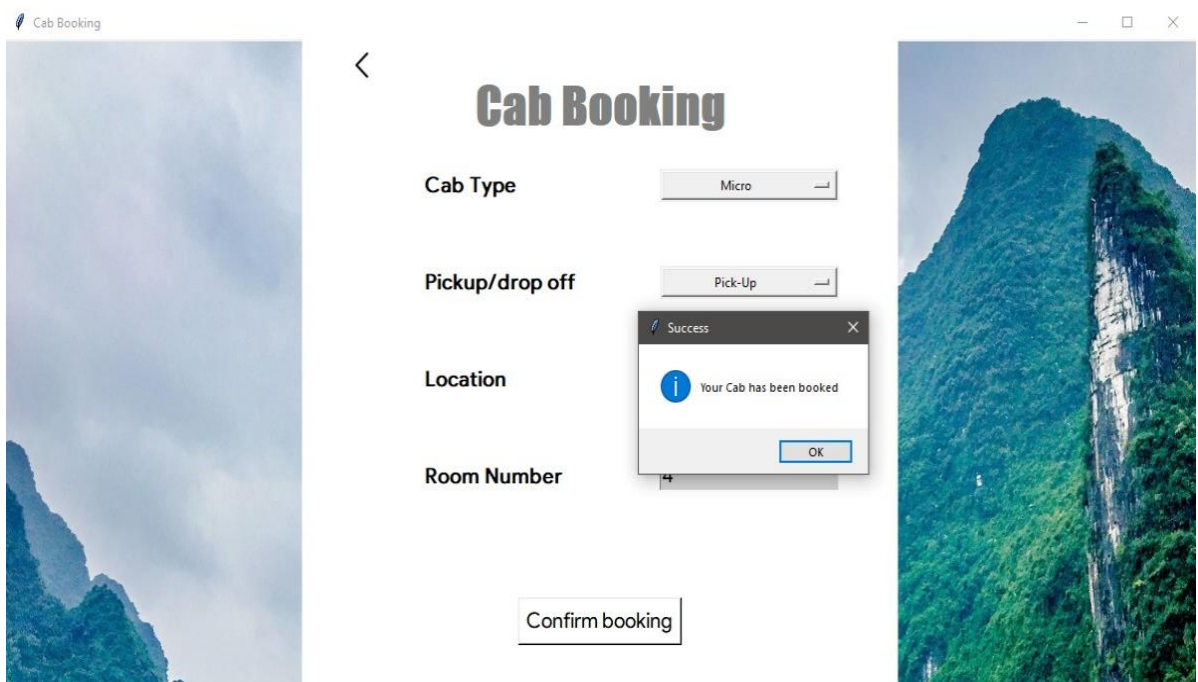 Cab Booking
Cab Booking
Cab Type Micro
Pickup/drop off Pick-Up
Success
Location
Your Cab has been booked
OK
Room Number 4
Confirm booking